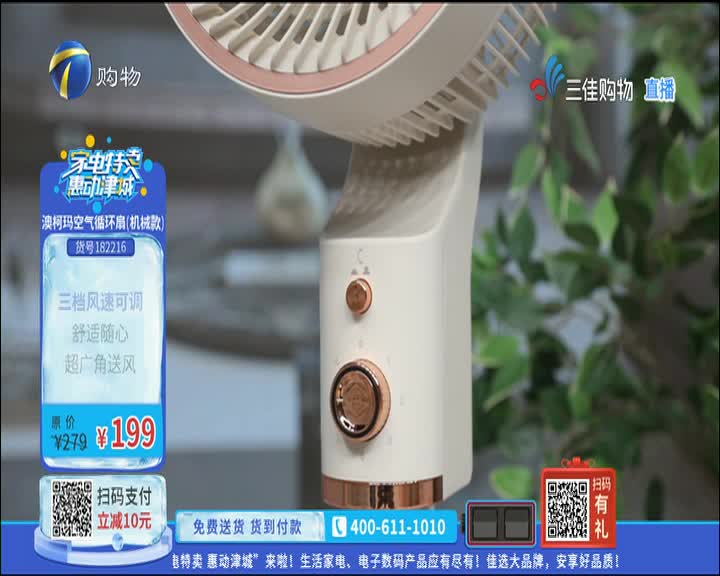 购物
三佳购物 直播
家电特卖
惠动津城
澳柯玛空气循环扇(机械款)
货号182216
三档风速可调
舒适随心
超广角送风
原价
¥279
¥199
扫码支付
立减10元
免费送货 货到付款
400-611-1010
扫码有礼
电特卖 惠动津城”来啦！生活家电、电子数码产品应有尽有！佳选大品牌，安享好品质！